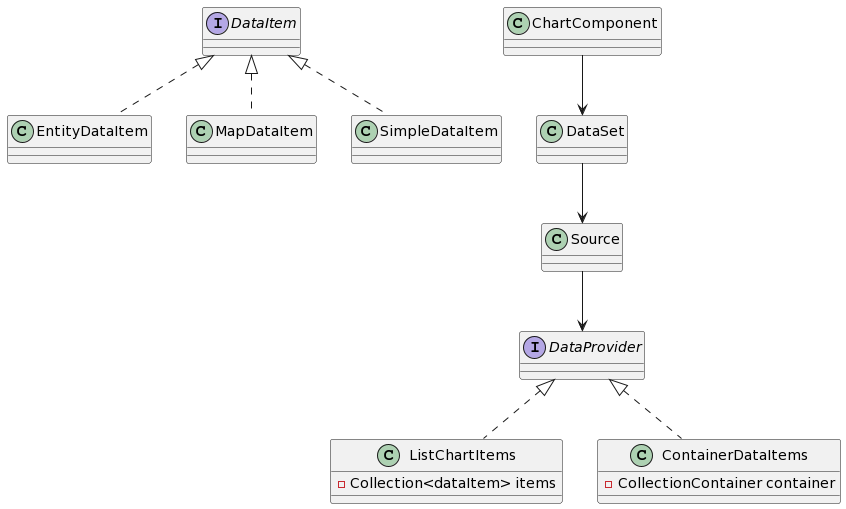 I DataItem
C ChartComponent
C EntityDataItem
C MapDataItem
C SimpleDataItem
C DataSet
C Source
I DataProvider
C ListChartItems
Collection<dataItem> items
C ContainerDataItems
CollectionContainer container